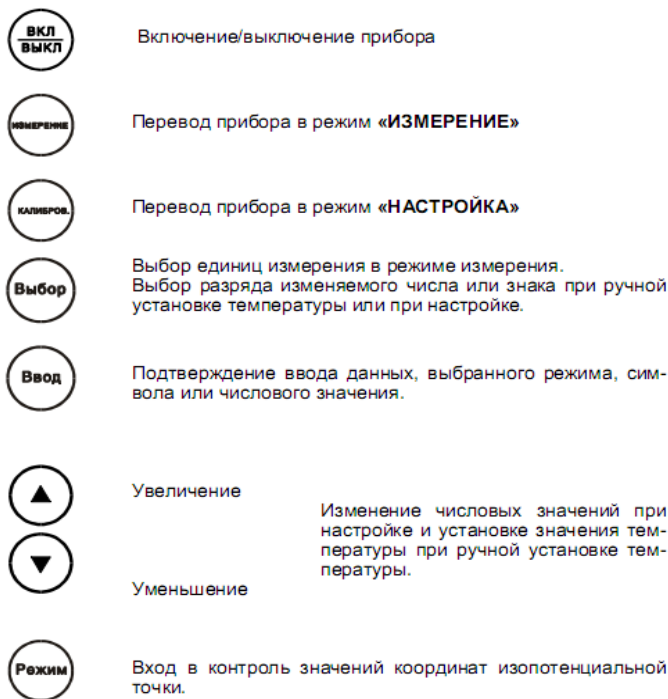 ВКЛ
ВЫКЛ
Включение/выключение прибора
ИЗМЕРЕНИЕ
Перевод прибора в режим «ИЗМЕРЕНИЕ»
КАЛИБРОВ.
Перевод прибора в режим «НАСТРОЙКА»
Выбор
Выбор единиц измерения в режиме измерения.
Выбор разряда изменяемого числа или знака при ручной
установке температуры или при настройке.
Ввод
Подтверждение ввода данных, выбранного режима, сим-
вола или числового значения.
Увеличение
Изменение числовых значений при
настройке и установке значения тем-
пературы при ручной установке тем-
пературы.
Уменьшение
Режим
Вход в контроль значений координат изопотенциальной
точки.